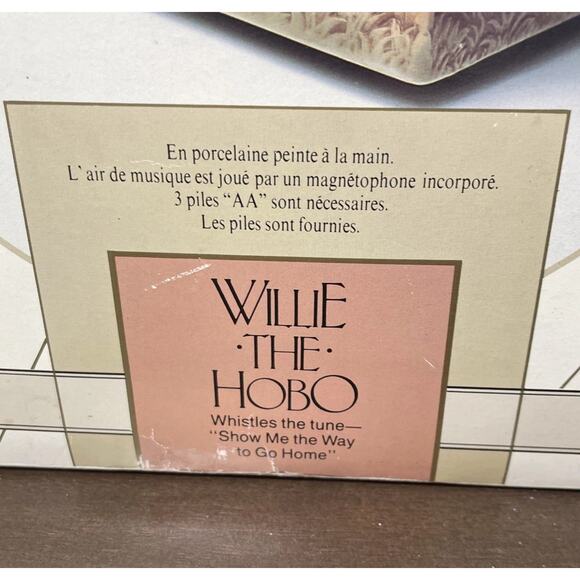 En porcelaine peinte à la main.
L'air de musique est joué par un magnétophone incorporé.
3 piles "AA" sont nécessaires.
Les piles sont fournies.
WILLIE
·THE·
HOBO
Whistles the tune—
"Show Me the Way
to Go Home"